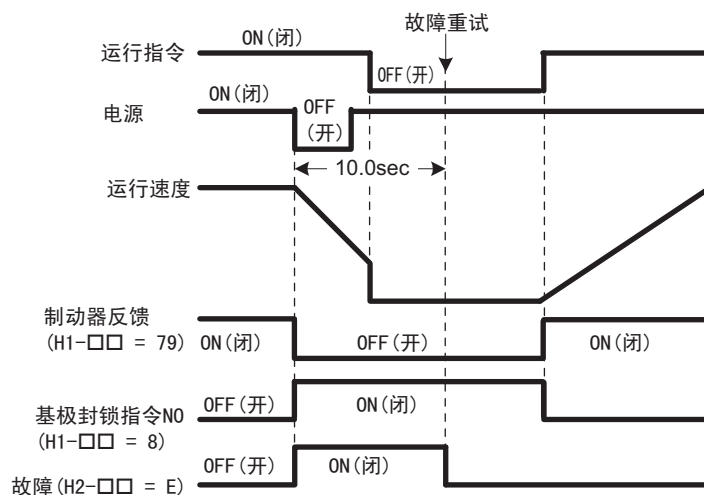 故障重试
ON(闭)
运行指令
OFF(开)
ON(闭)
OFF
(开)
电源
10.0sec
运行速度
制动器反馈
(H1-□□ = 79)
ON(闭)
OFF(开)
ON(闭)
OFF(开)
ON(闭)
基极封锁指令NO
(H1-□□ = 8)
OFF(开)
ON(闭)
故障(H2-□□ = E)